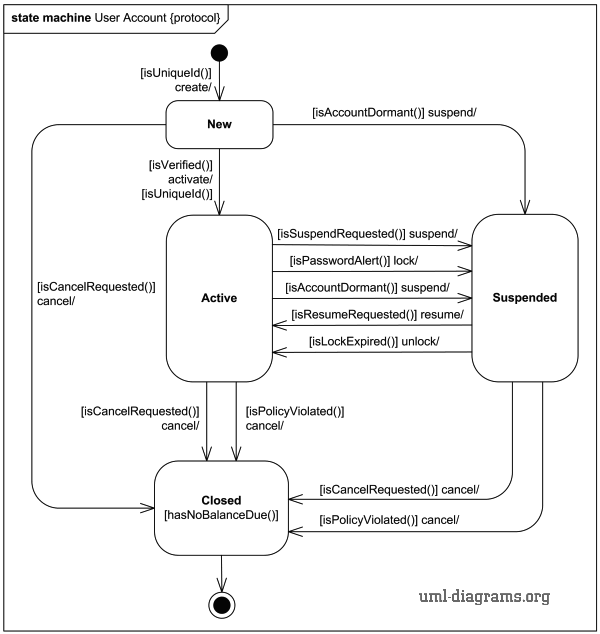 state machine User Account {protocol}
[isUniqueId()]
create/
New
[isAccountDormant()] suspend/
[isVerified()]
activate/
[isUniqueId()]
[isSuspendRequested()] suspend/
[isPasswordAlert()] lock/
[isCancelRequested()]
cancel/
Active
[isAccountDormant()] suspend/
Suspended
[isResumeRequested()] resume/
[isLockExpired()] unlock/
[isCancelRequested()]
cancel/
[isPolicyViolated()]
cancel/
Closed
[hasNoBalanceDue()]
[isCancelRequested()] cancel/
[isPolicyViolated()] cancel/
uml-diagrams.org